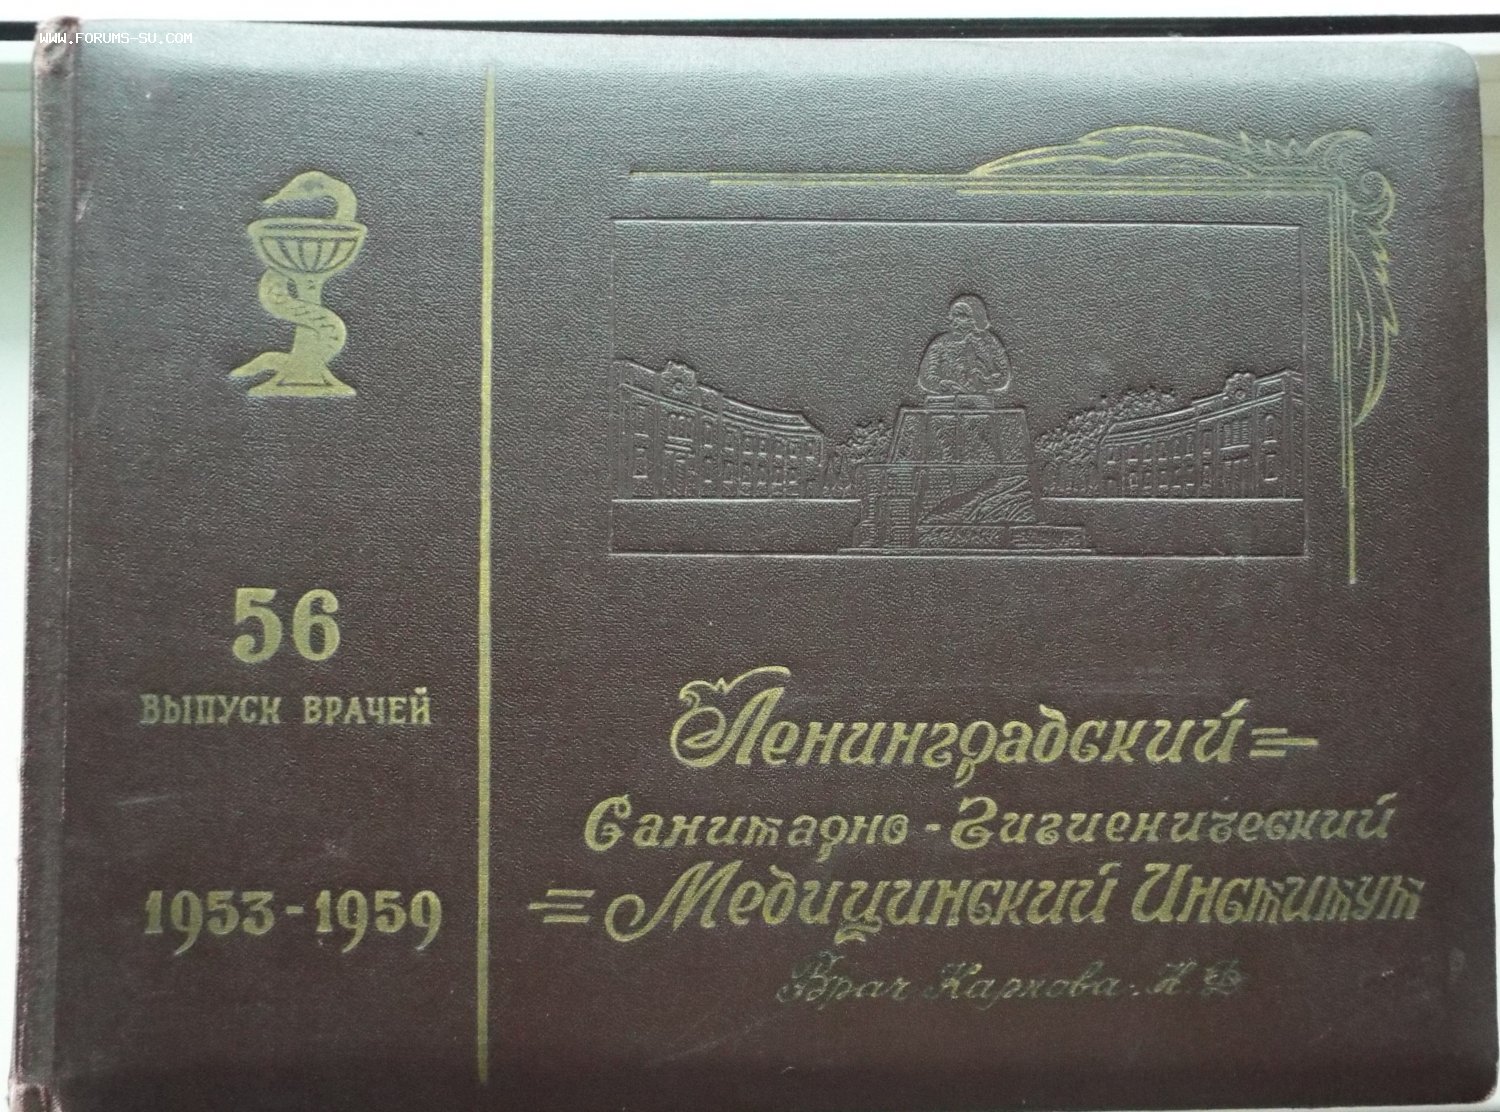 WWW.FORUMS-SU.COM
56
ВЫПУСК ВРАЧЕЙ
1953-1959
Ленинградский
Санитарно-Гигиенический
Медицинский Институт
Врач Карпова Н. Ф